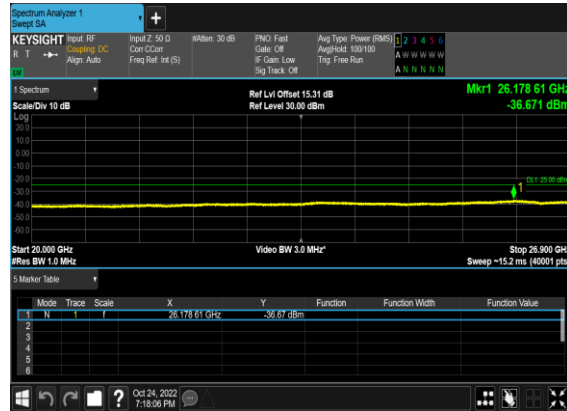 Spectrum Analyzer 1
Swept SA
+
KEYSIGHT Input: RF Input Z: 50 Ω #Atten: 30 dB PNO: Fast Avg Type: Power (RMS) 1 2 3 4 5 6
R T Coupling: DC Corr CCorr Gate: Off Avg|Hold: 100/100 A W W W W W
Align: Auto Freq Ref: Int (S) IF Gain: Low Trig: Free Run
Sig Track: Off A N N N N N
1 Spectrum
Ref Lvl Offset 15.31 dB Mkr1 26.178 61 GHz
Scale/Div 10 dB Ref Level 30.00 dBm -36.671 dBm
Log
20.0
10.0
0.00
-10.0
-20.0
DL1 -25.00 dBm
1
-30.0
-40.0
-50.0
-60.0
Start 20.000 GHz Video BW 3.0 MHz* Stop 26.900 GHz
#Res BW 1.0 MHz Sweep ~15.2 ms (40001 pts)
5 Marker Table
Mode Trace Scale X Y Function Function Width Function Value
1 N 1 f 26.178 61 GHz -36.67 dBm
2
3
4
5
6
? Oct 24, 2022
7:18:06 PM